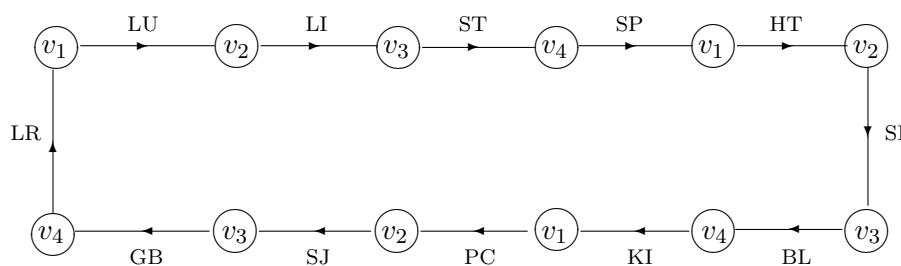 LU LI ST SP HT
v1 v2 v3 v4 v1 v2
LR
v4 v3 v2 v1 v4 v3
GB SJ PC KI BL